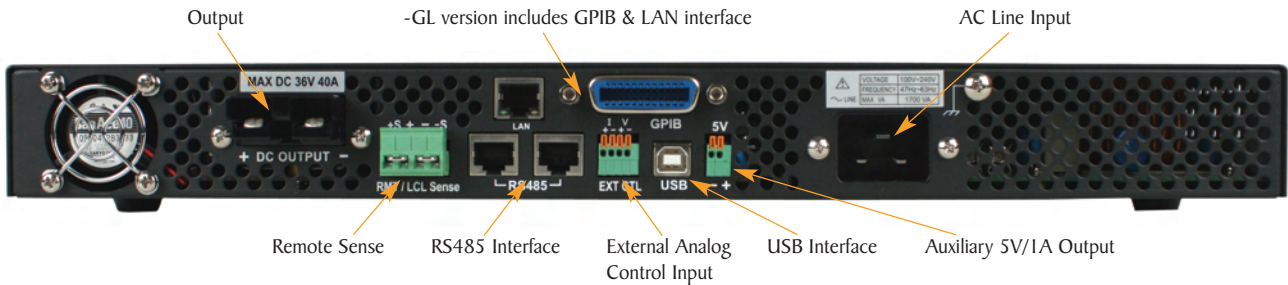 Output
-GL version includes GPIB & LAN interface
AC Line Input
MAX DC 36V 40A
VOLTAGE 100V~240V
FREQUENCY 47Hz~63Hz
LINE MAX VA 1700 VA
LAN
GPIB
+S + - -S
I V
+ - + -
5V
+ DC OUTPUT -
RMT / LCL Sense
RS485
EXT CTL
USB
- +
Remote Sense
RS485 Interface
External Analog
Control Input
USB Interface
Auxiliary 5V/1A Output